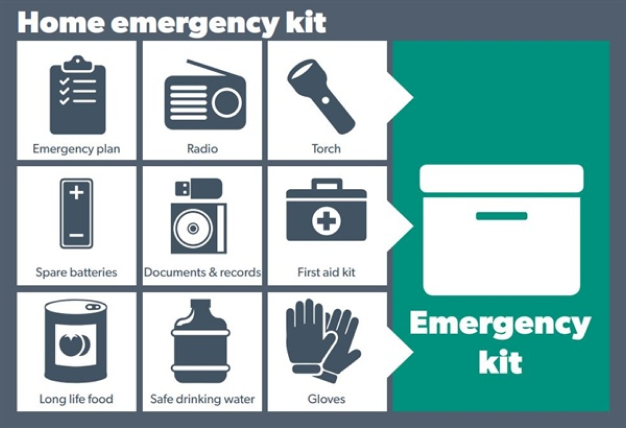 Home emergency kit
Emergency plan
Radio
Torch
Spare batteries
Documents & records
First aid kit
Long life food
Safe drinking water
Gloves
Emergency
kit